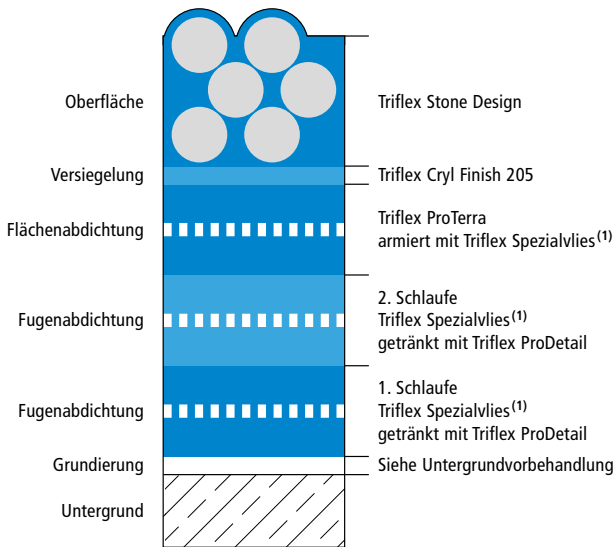 Oberfläche
Triflex Stone Design
Versiegelung
Triflex Cryl Finish 205
Flächenabdichtung
Triflex ProTerra
armiert mit Triflex Spezialvlies(1)
Fugenabdichtung
2. Schlaufe
Triflex Spezialvlies(1)
getränkt mit Triflex ProDetail
Fugenabdichtung
1. Schlaufe
Triflex Spezialvlies(1)
getränkt mit Triflex ProDetail
Grundierung
Siehe Untergrundvorbehandlung
Untergrund